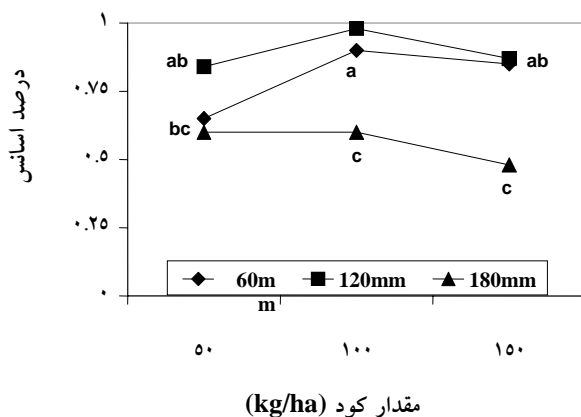 ۱
ab
۰.۷۵
a
ab
bc
۰.۵
c
c
۰.۲۵
60m
m
120mm
180mm
۰
۵۰ ۱۰۰ ۱۵۰
مقدار کود (kg/ha)
درصد اسانس